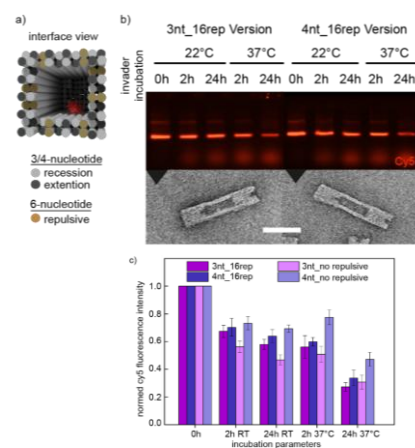 a)
interface view
3/4-nucleotide
recession
extention
6-nucleotide
repulsive
b)
3nt_16rep Version
4nt_16rep Version
invader
incubation
22°C
37°C
22°C
37°C
0h
2h
24h
2h
24h
0h
2h
24h
2h
24h
Cy5
c)
3nt_16rep
3nt_no repulsive
4nt_16rep
4nt_no repulsive
normed cy5 fluorescence intensity
1.0
0.8
0.6
0.4
0.2
0.0
0h
2h RT
24h RT
2h 37°C
24h 37°C
incubation parameters